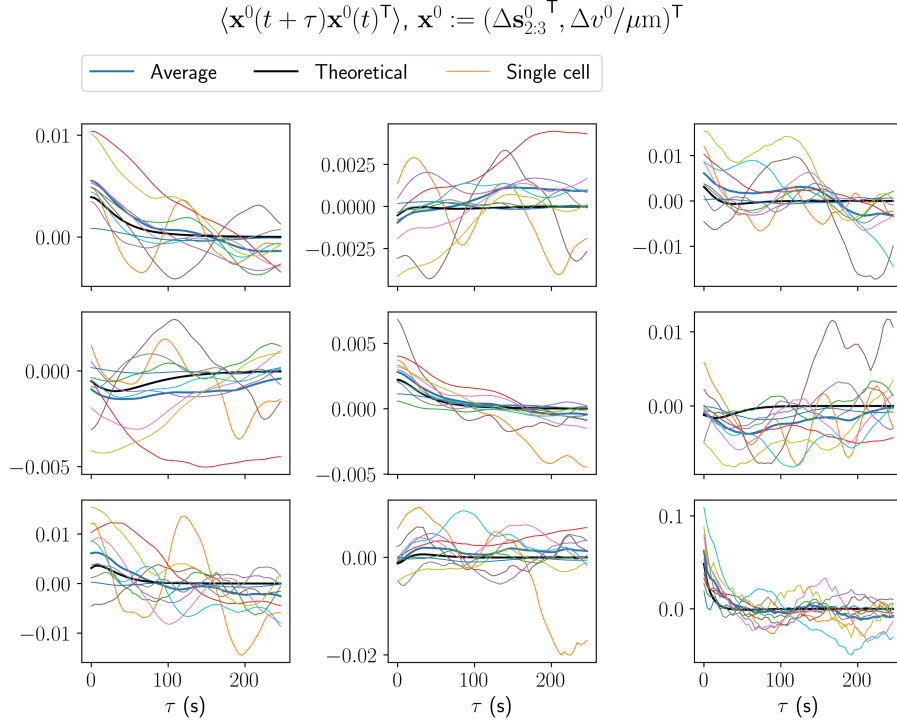 ⟨x⁰(t + τ)x⁰(t)ᵀ⟩, x⁰ := (Δs⁰₂:₃ᵀ, Δv⁰/μm)ᵀ
Average Theoretical Single cell
0.01
0.00
0.0025
0.0000
−0.0025
0.01
0.00
−0.01
0.000
−0.005
0.005
0.000
−0.005
0.01
0.00
0.01
0.00
−0.01
0.00
−0.02
0.1
0.0
0 100 200
0 100 200
0 100 200
τ (s)
τ (s)
τ (s)